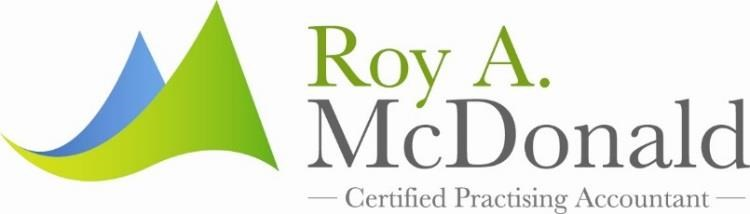 Roy A.
McDonald
— Certified Practising Accountant —